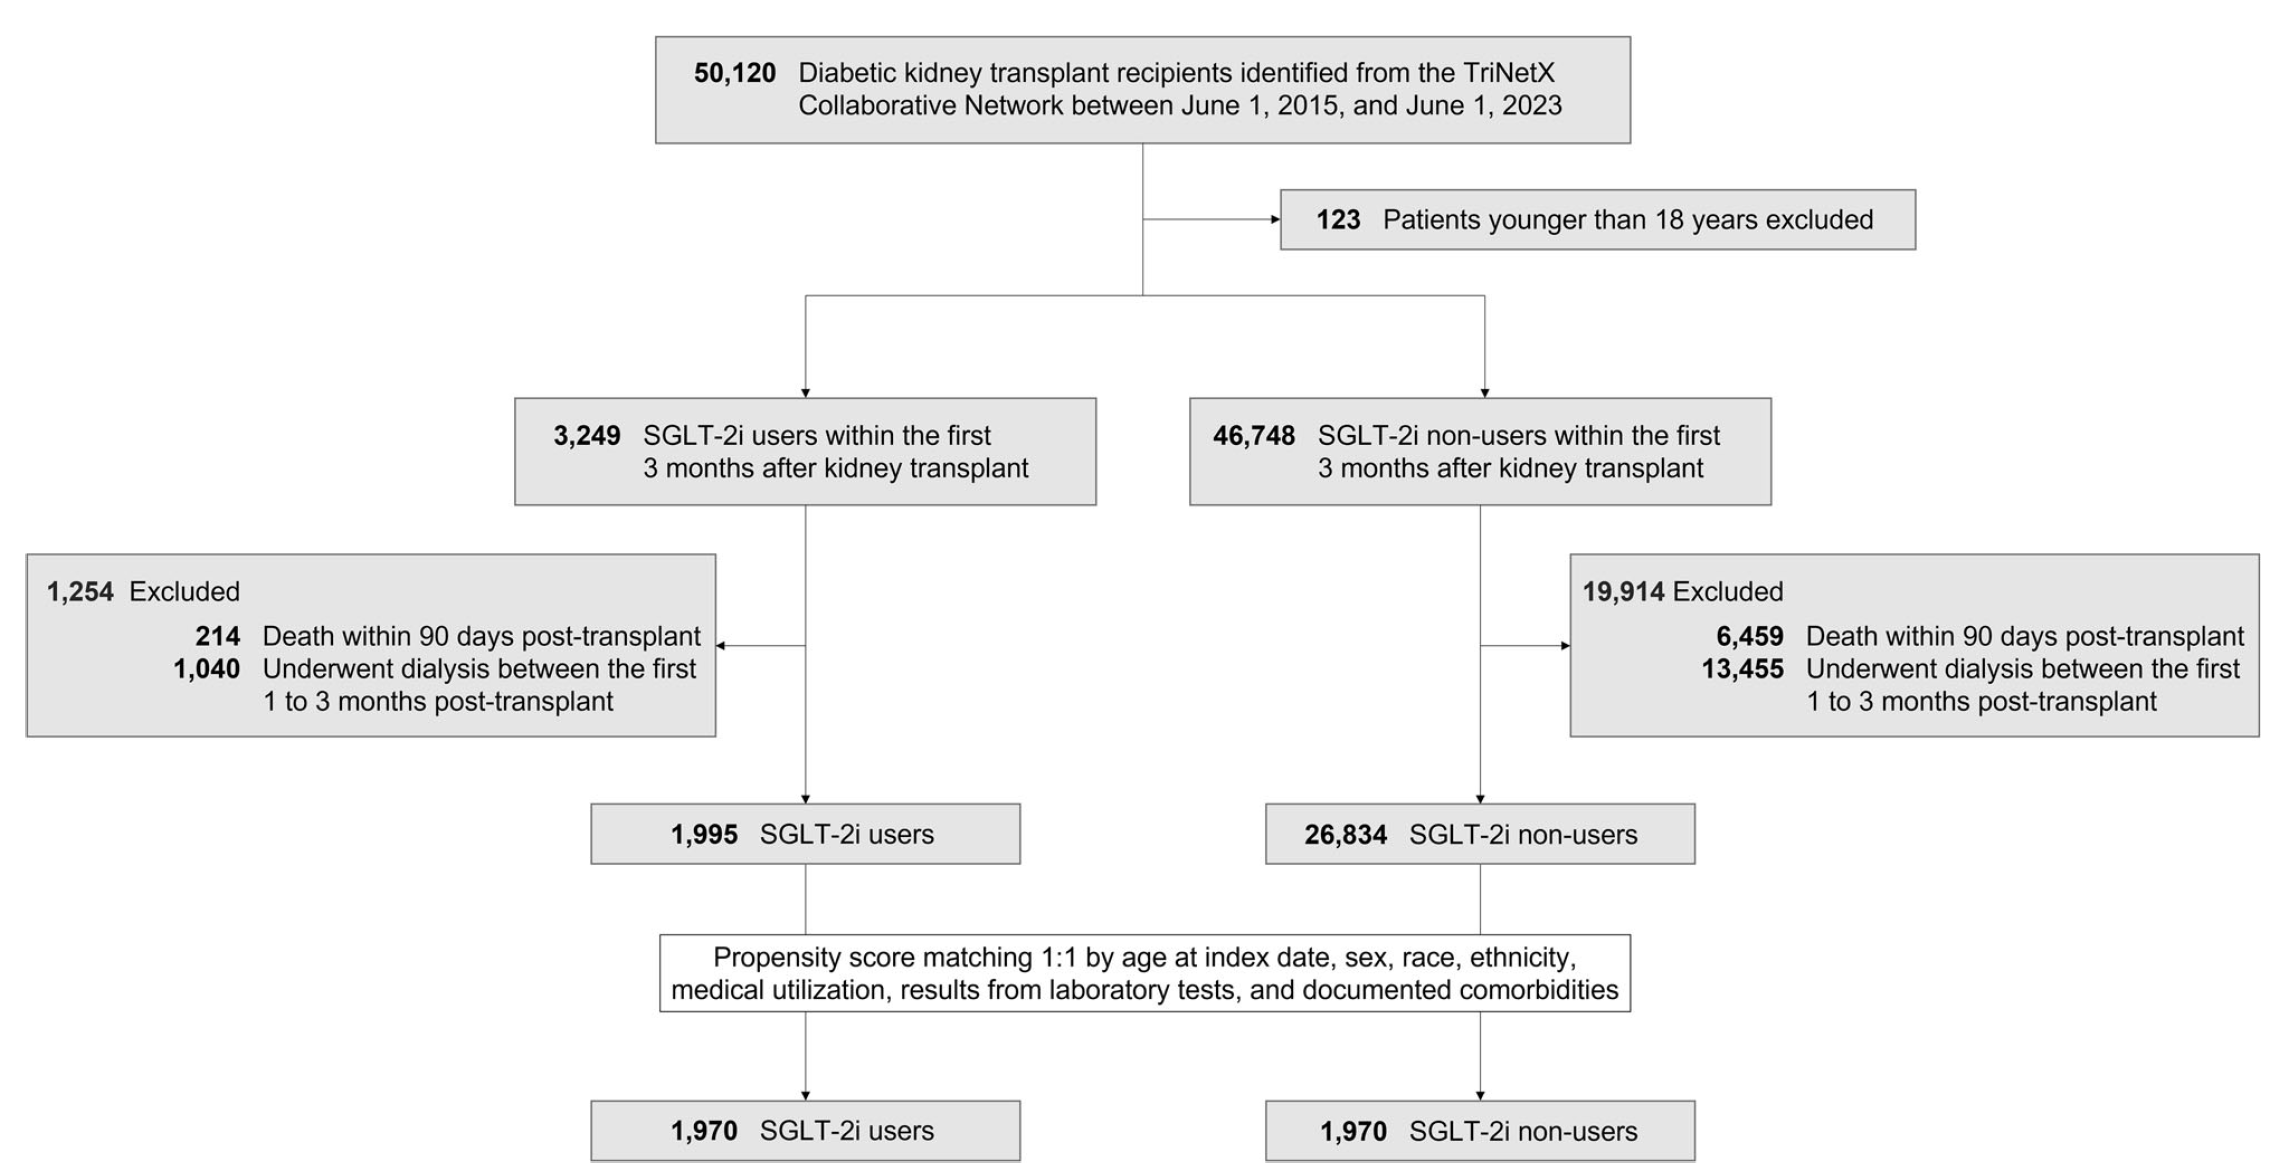 50,120 Diabetic kidney transplant recipients identified from the TriNetX
Collaborative Network between June 1, 2015, and June 1, 2023
123 Patients younger than 18 years excluded
3,249 SGLT-2i users within the first
3 months after kidney transplant
46,748 SGLT-2i non-users within the first
3 months after kidney transplant
1,254 Excluded
214 Death within 90 days post-transplant
1,040 Underwent dialysis between the first
1 to 3 months post-transplant
19,914 Excluded
6,459 Death within 90 days post-transplant
13,455 Underwent dialysis between the first
1 to 3 months post-transplant
1,995 SGLT-2i users
26,834 SGLT-2i non-users
Propensity score matching 1:1 by age at index date, sex, race, ethnicity,
medical utilization, results from laboratory tests, and documented comorbidities
1,970 SGLT-2i users
1,970 SGLT-2i non-users